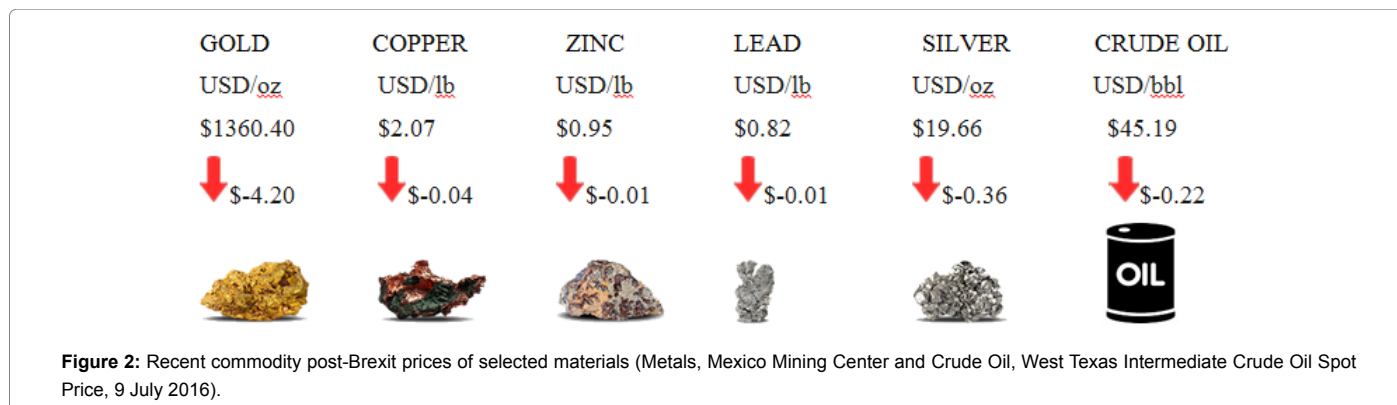 GOLD COPPER ZINC LEAD SILVER CRUDE OIL
USD/oz USD/lb USD/lb USD/lb USD/oz USD/bbl
$1360.40 $2.07 $0.95 $0.82 $19.66 $45.19
$-4.20 $-0.04 $-0.01 $-0.01 $-0.36 $-0.22
OIL
Figure 2: Recent commodity post-Brexit prices of selected materials (Metals, Mexico Mining Center and Crude Oil, West Texas Intermediate Crude Oil Spot
Price, 9 July 2016).